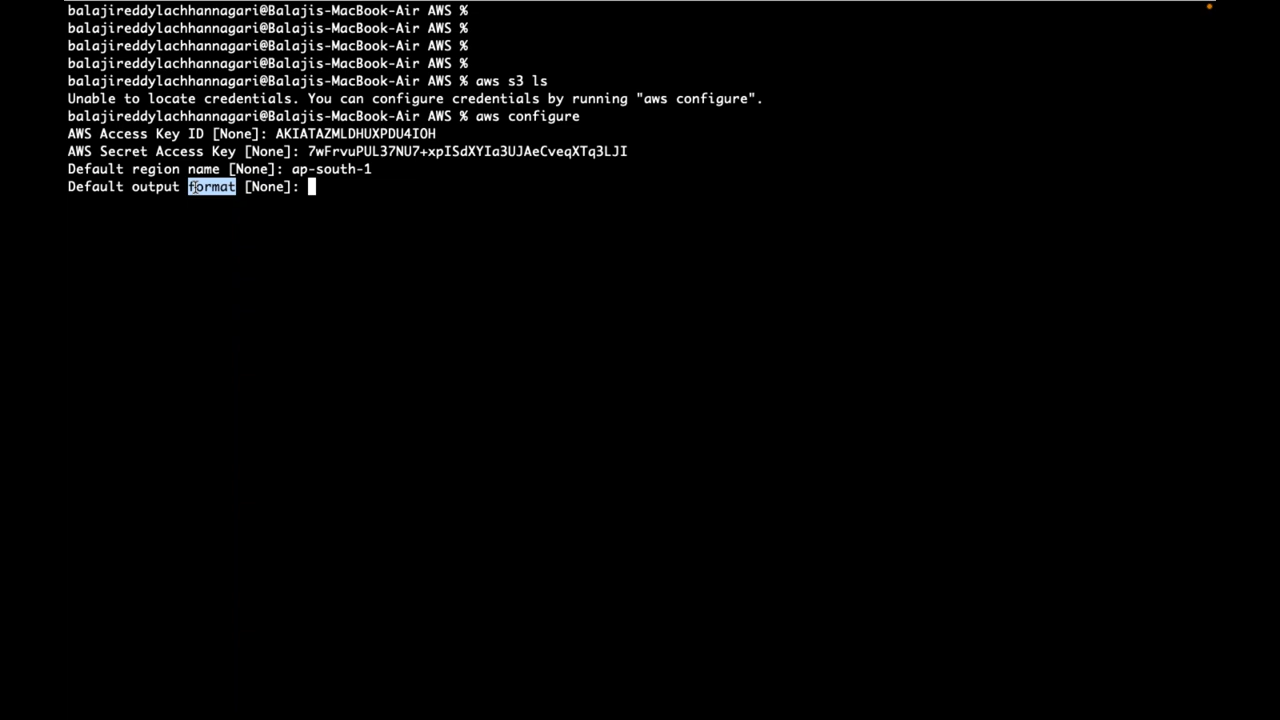 balajireddylachhannagari@Balajis-MacBook-Air AWS %
balajireddylachhannagari@Balajis-MacBook-Air AWS %
balajireddylachhannagari@Balajis-MacBook-Air AWS %
balajireddylachhannagari@Balajis-MacBook-Air AWS %
balajireddylachhannagari@Balajis-MacBook-Air AWS % aws s3 ls
Unable to locate credentials. You can configure credentials by running "aws configure".
balajireddylachhannagari@Balajis-MacBook-Air AWS % aws configure
AWS Access Key ID [None]: AKIATAZMLDHUXPDU4IOH
AWS Secret Access Key [None]: 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
Default region name [None]: ap-south-1
Default output format [None]: